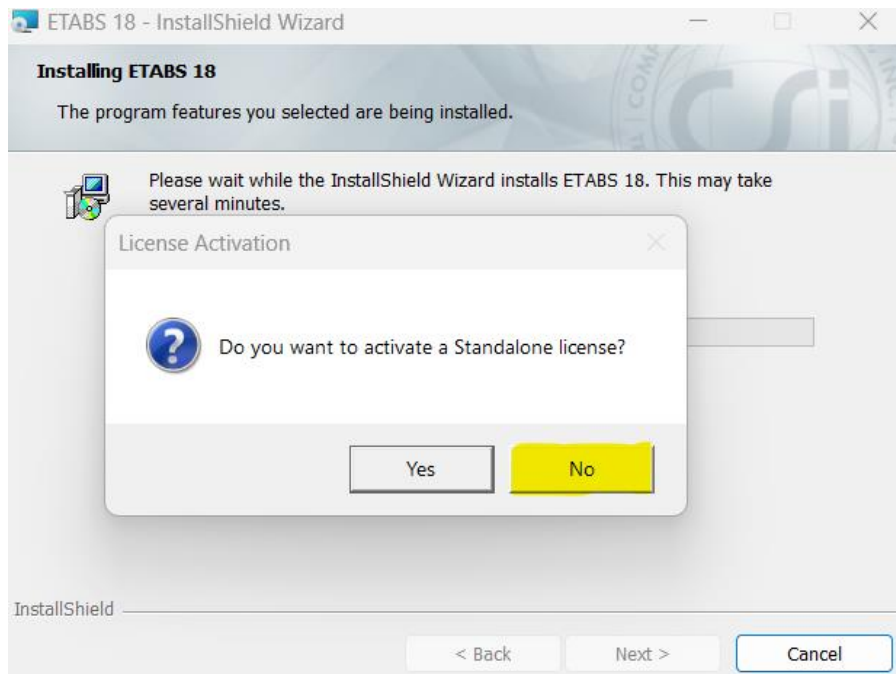 ETABS 18 - InstallShield Wizard
Installing ETABS 18
The program features you selected are being installed.
Please wait while the InstallShield Wizard installs ETABS 18. This may take
several minutes.
License Activation
Do you want to activate a Standalone license?
Yes
No
InstallShield
< Back
Next >
Cancel